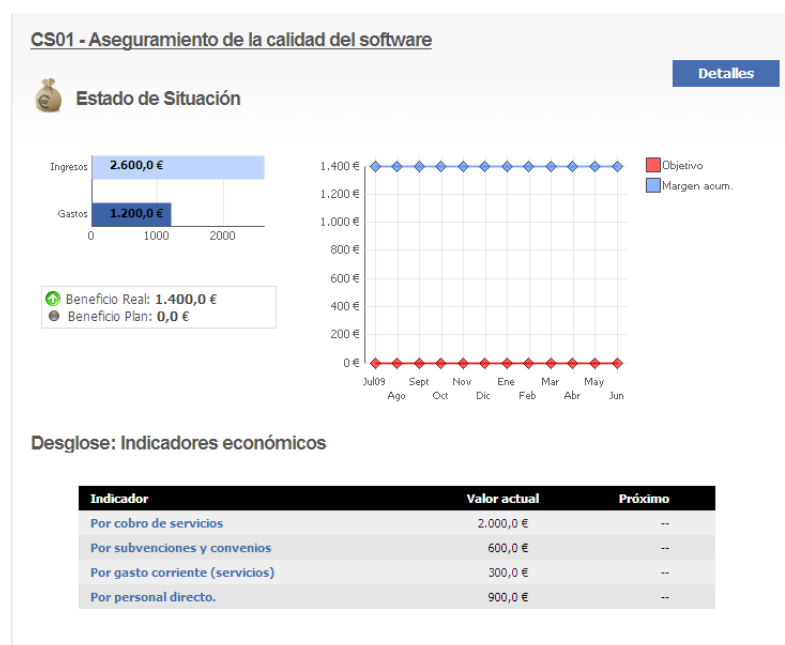 CS01 - Aseguramiento de la calidad del software
Detalles
Estado de Situación
Ingresos 2.600,0 €
Gastos 1.200,0 €
0 1000 2000
Beneficio Real: 1.400,0 €
Beneficio Plan: 0,0 €
1.400 €
1.200 €
1.000 €
800 €
600 €
400 €
200 €
0 €
Jul09 Sept Nov Ene Mar May
Ago Oct Dic Feb Abr Jun
Objetivo
Margen acum.
Desglose: Indicadores económicos
Indicador Valor actual Próximo
Por cobro de servicios 2.000,0 € --
Por subvenciones y convenios 600,0 € --
Por gasto corriente (servicios) 300,0 € --
Por personal directo. 900,0 € --